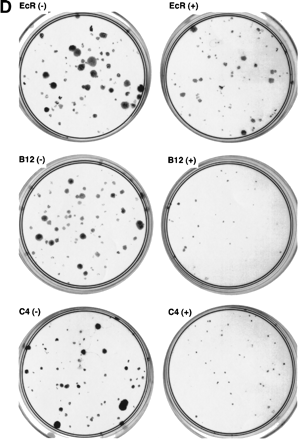 D
EcR (-) EcR (+)
B12 (-) B12 (+)
C4 (-) C4 (+)